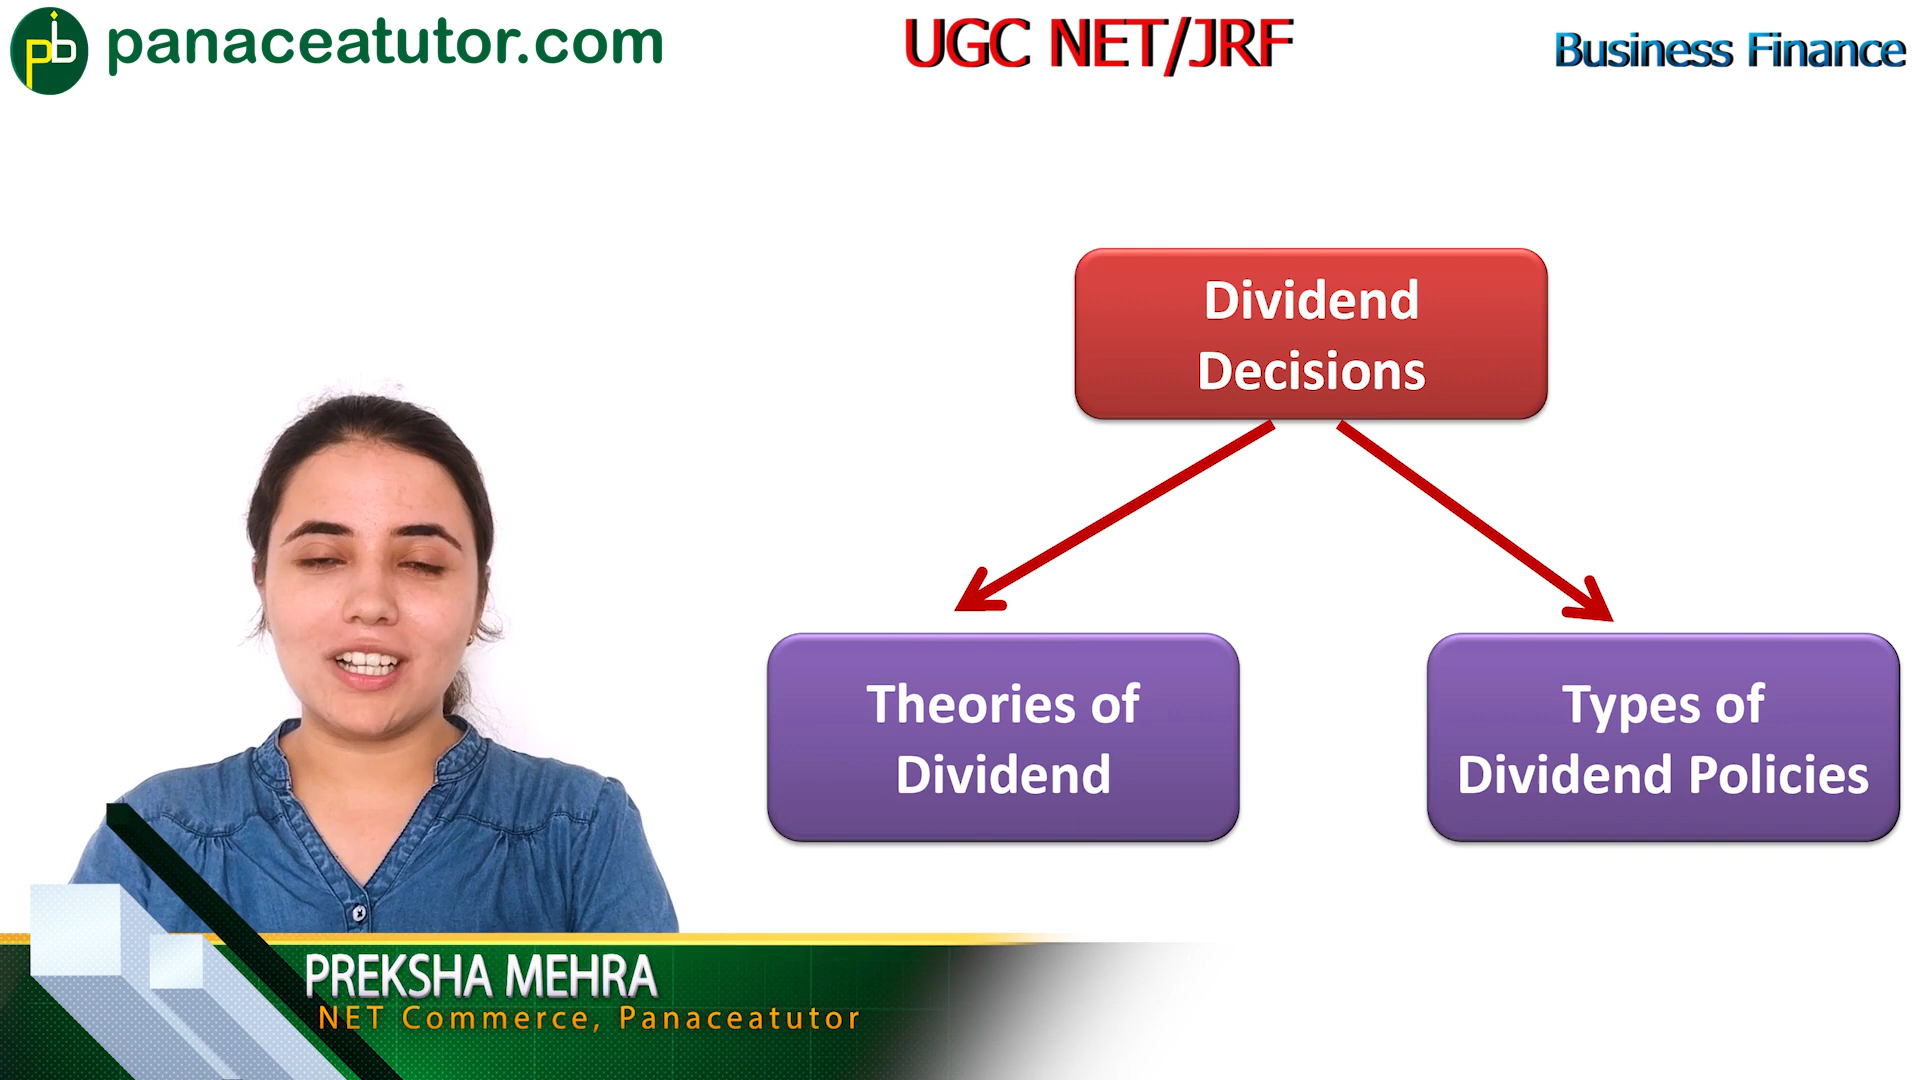 pb panaceatutor.com
UGC NET/JRF
Business Finance
Dividend
Decisions
Theories of
Dividend
Types of
Dividend Policies
PREKSHA MEHRA
NET Commerce, Panaceatutor